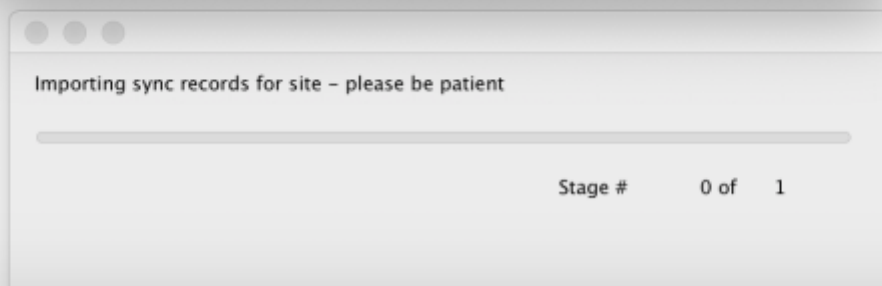 Importing sync records for site – please be patient
Stage # 0 of 1